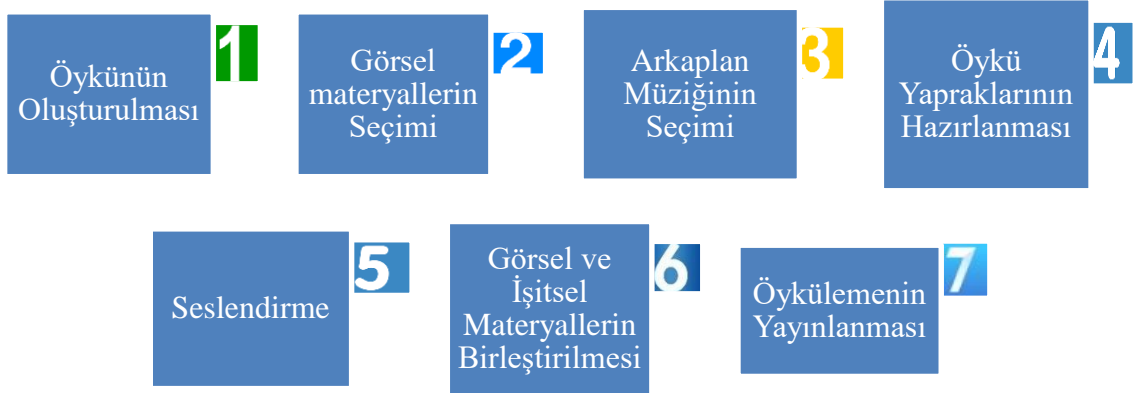 Öykünün
Oluşturulması
1
Görsel
materyallerin
Seçimi
2
Arkaplan
Müziğinin
Seçimi
3
Öykü
Yapraklarının
Hazırlanması
4
Seslendirme
5
Görsel ve
İşitsel
Materyallerin
Birleştirilmesi
6
Öykülemenin
Yayınlanması
7